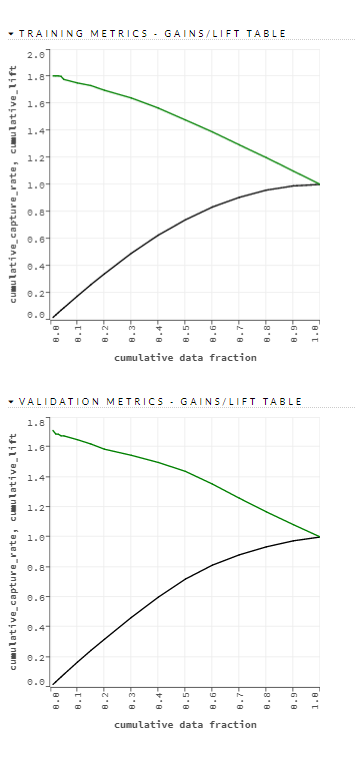 ▾ TRAINING METRICS - GAINS/LIFT TABLE
cumulative_capture_rate, cumulative_lift
2.0
1.8
1.6
1.4
1.2
1.0
0.8
0.6
0.4
0.2
0.0
0.0 0.1 0.2 0.3 0.4 0.5 0.6 0.7 0.8 0.9 1.0
cumulative data fraction
▾ VALIDATION METRICS - GAINS/LIFT TABLE
cumulative_capture_rate, cumulative_lift
1.8
1.6
1.4
1.2
1.0
0.8
0.6
0.4
0.2
0.0
0.0 0.1 0.2 0.3 0.4 0.5 0.6 0.7 0.8 0.9 1.0
cumulative data fraction